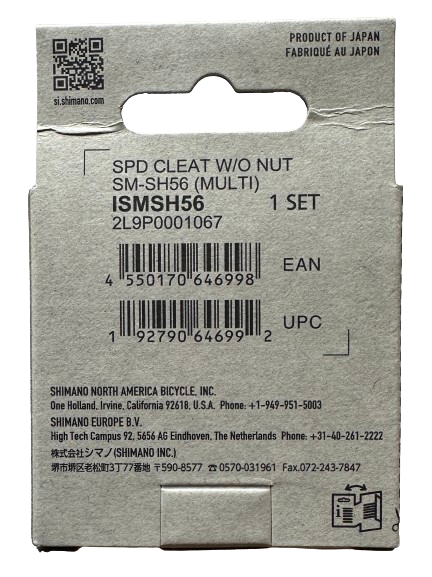 PRODUCT OF JAPAN
FABRIQUÉ AU JAPON
si.shimano.com
SPD CLEAT W/O NUT
SM-SH56 (MULTI)
ISMSH56 1 SET
2L9P0001067
4 550170 646998 EAN
1 92790 64699 2 UPC
SHIMANO NORTH AMERICA BICYCLE, INC.
One Holland, Irvine, California 92618, U.S.A. Phone: +1-949-951-5003
SHIMANO EUROPE B.V.
High Tech Campus 92, 5656 AG Eindhoven, The Netherlands Phone: +31-40-261-2222
株式会社シマノ (SHIMANO INC.)
堺市堺区老松町3丁77番地 〒590-8577 ☎0570-031961 Fax.072-243-7847